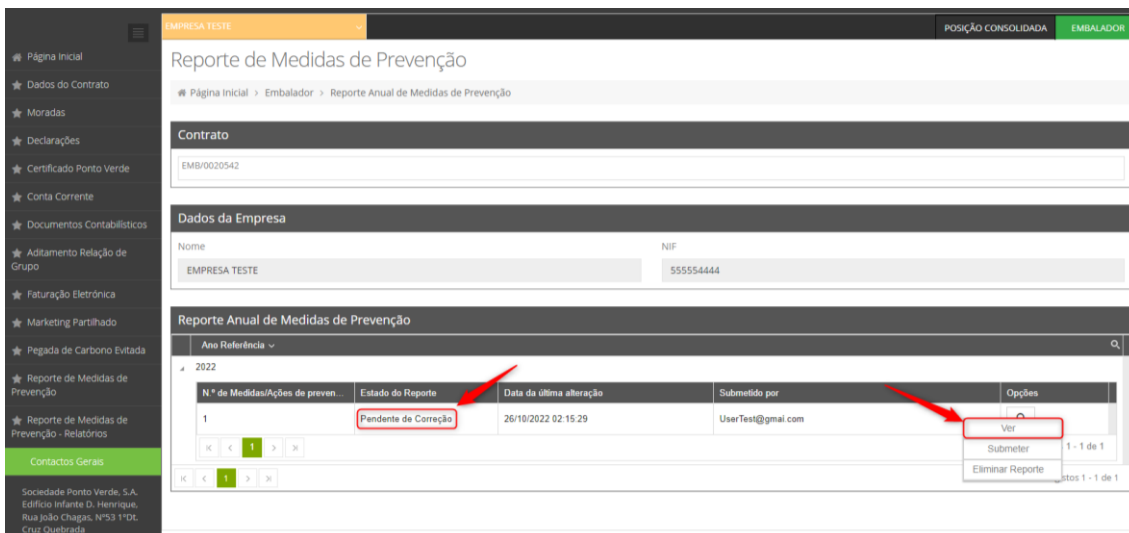 EMPRESA TESTE
POSIÇÃO CONSOLIDADA
EMBALADOR
Página Inicial
Dados do Contrato
Moradas
Declarações
Certificado Ponto Verde
Conta Corrente
Documentos Contabilísticos
Aditamento Relação de
Grupo
Faturação Eletrónica
Marketing Partilhado
Pegada de Carbono Evitada
Reporte de Medidas de
Prevenção
Reporte de Medidas de
Prevenção - Relatórios
Contactos Gerais
Sociedade Ponto Verde, S.A.
Edifício Infante D. Henrique,
Rua João Chagas, Nº53 1ºDt.
Cruz Quebrada
Reporte de Medidas de Prevenção
Página Inicial > Embalador > Reporte Anual de Medidas de Prevenção
Contrato
EMB/0020542
Dados da Empresa
Nome
NIF
EMPRESA TESTE
555554444
Reporte Anual de Medidas de Prevenção
Ano Referência
2022
N.º de Medidas/Ações de preven...
Estado do Reporte
Data da última alteração
Submetido por
Opções
1
Pendente de Correção
26/10/2022 02:15:29
UserTest@gmai.com
Ver
Submeter
Eliminar Reporte
1
1 - 1 de 1
1
stos 1 - 1 de 1